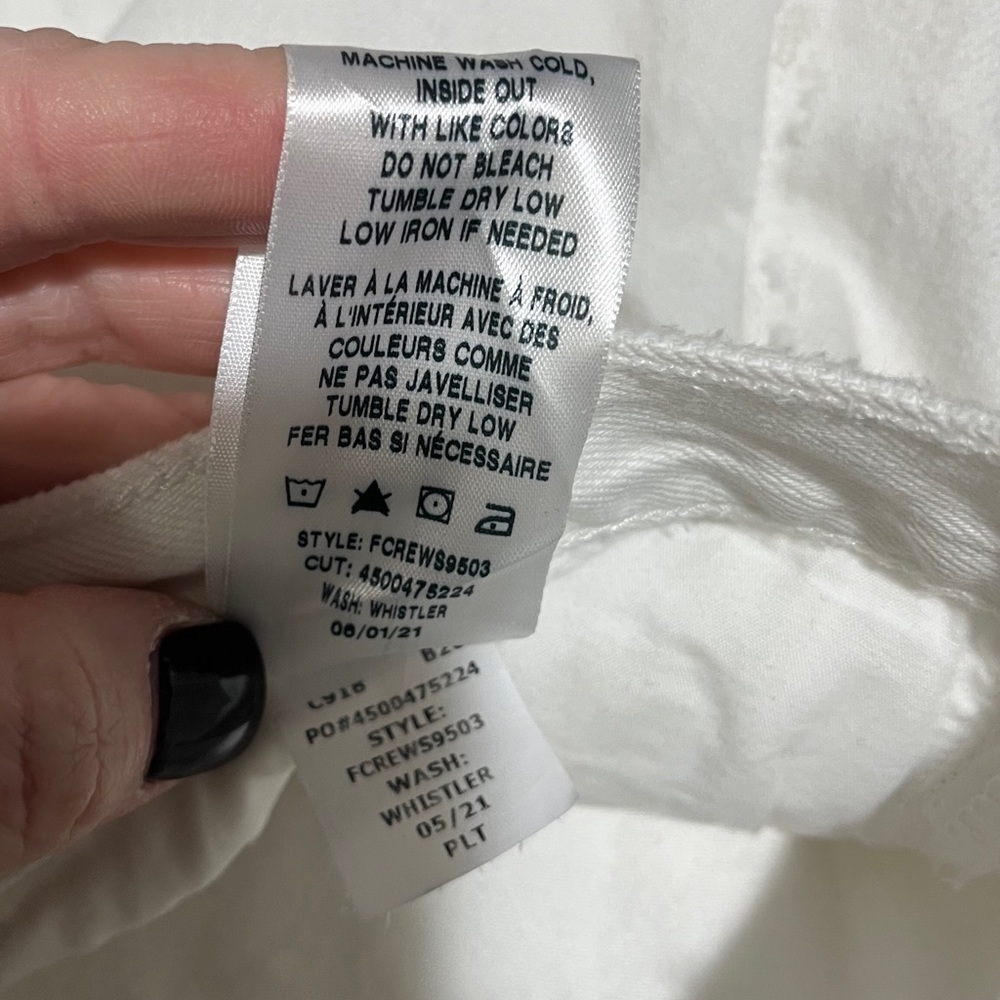 MACHINE WASH COLD,
INSIDE OUT
WITH LIKE COLORS
DO NOT BLEACH
TUMBLE DRY LOW
LOW IRON IF NEEDED
LAVER À LA MACHINE À FROID,
À L'INTÉRIEUR AVEC DES
COULEURS COMME
NE PAS JAVELLISER
TUMBLE DRY LOW
FER BAS SI NÉCESSAIRE
STYLE: FCREWS9503
CUT: 4500475224
WASH: WHISTLER
06/01/21
PO#4500475224
STYLE:
FCREWS9503
WASH:
WHISTLER
05/21
PLT